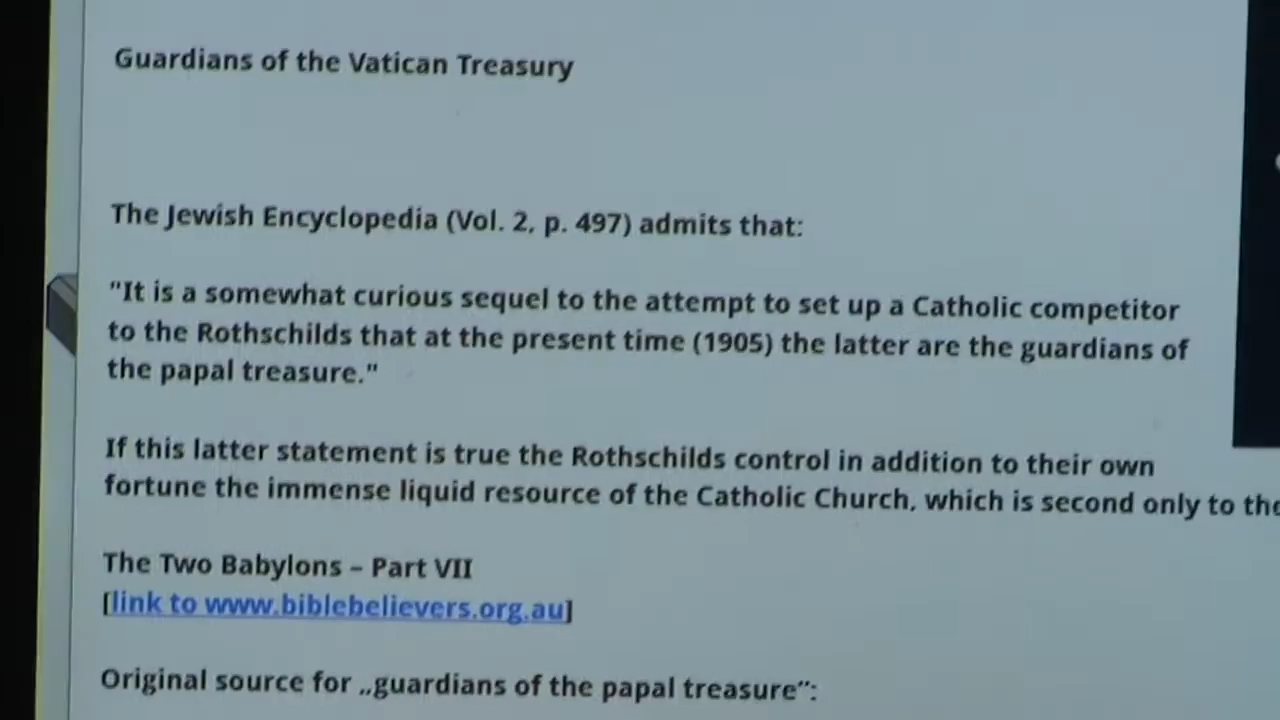 Guardians of the Vatican Treasury
The Jewish Encyclopedia (Vol. 2, p. 497) admits that:
"It is a somewhat curious sequel to the attempt to set up a Catholic competitor
to the Rothschilds that at the present time (1905) the latter are the guardians of
the papal treasure."
If this latter statement is true the Rothschilds control in addition to their own
fortune the immense liquid resource of the Catholic Church, which is second only to the
The Two Babylons – Part VII
[link to www.biblebelievers.org.au]
Original source for „guardians of the papal treasure“: